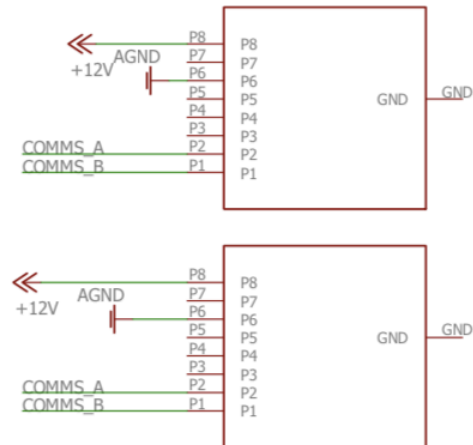 P8 P8
AGND P7 P7
+12V P6 P6
P5 P5 GND GND
P4 P4
P3 P3
COMMS_A P2 P2
COMMS_B P1 P1
P8 P8
AGND P7 P7
+12V P6 P6
P5 P5 GND GND
P4 P4
P3 P3
COMMS_A P2 P2
COMMS_B P1 P1